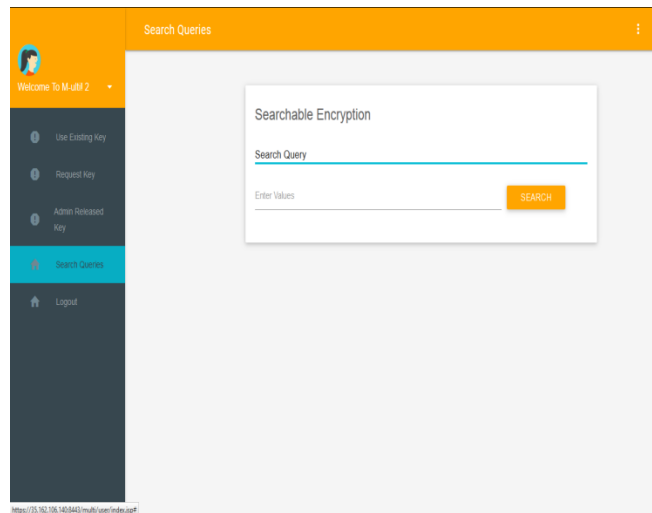 Search Queries
Welcome To M-ultil 2
Use Existing Key
Request Key
Admin Released
Key
Search Queries
Logout
Searchable Encryption
Search Query
Enter Values
SEARCH
https://35.162.106.140:8443/multi/user/index.jsp#